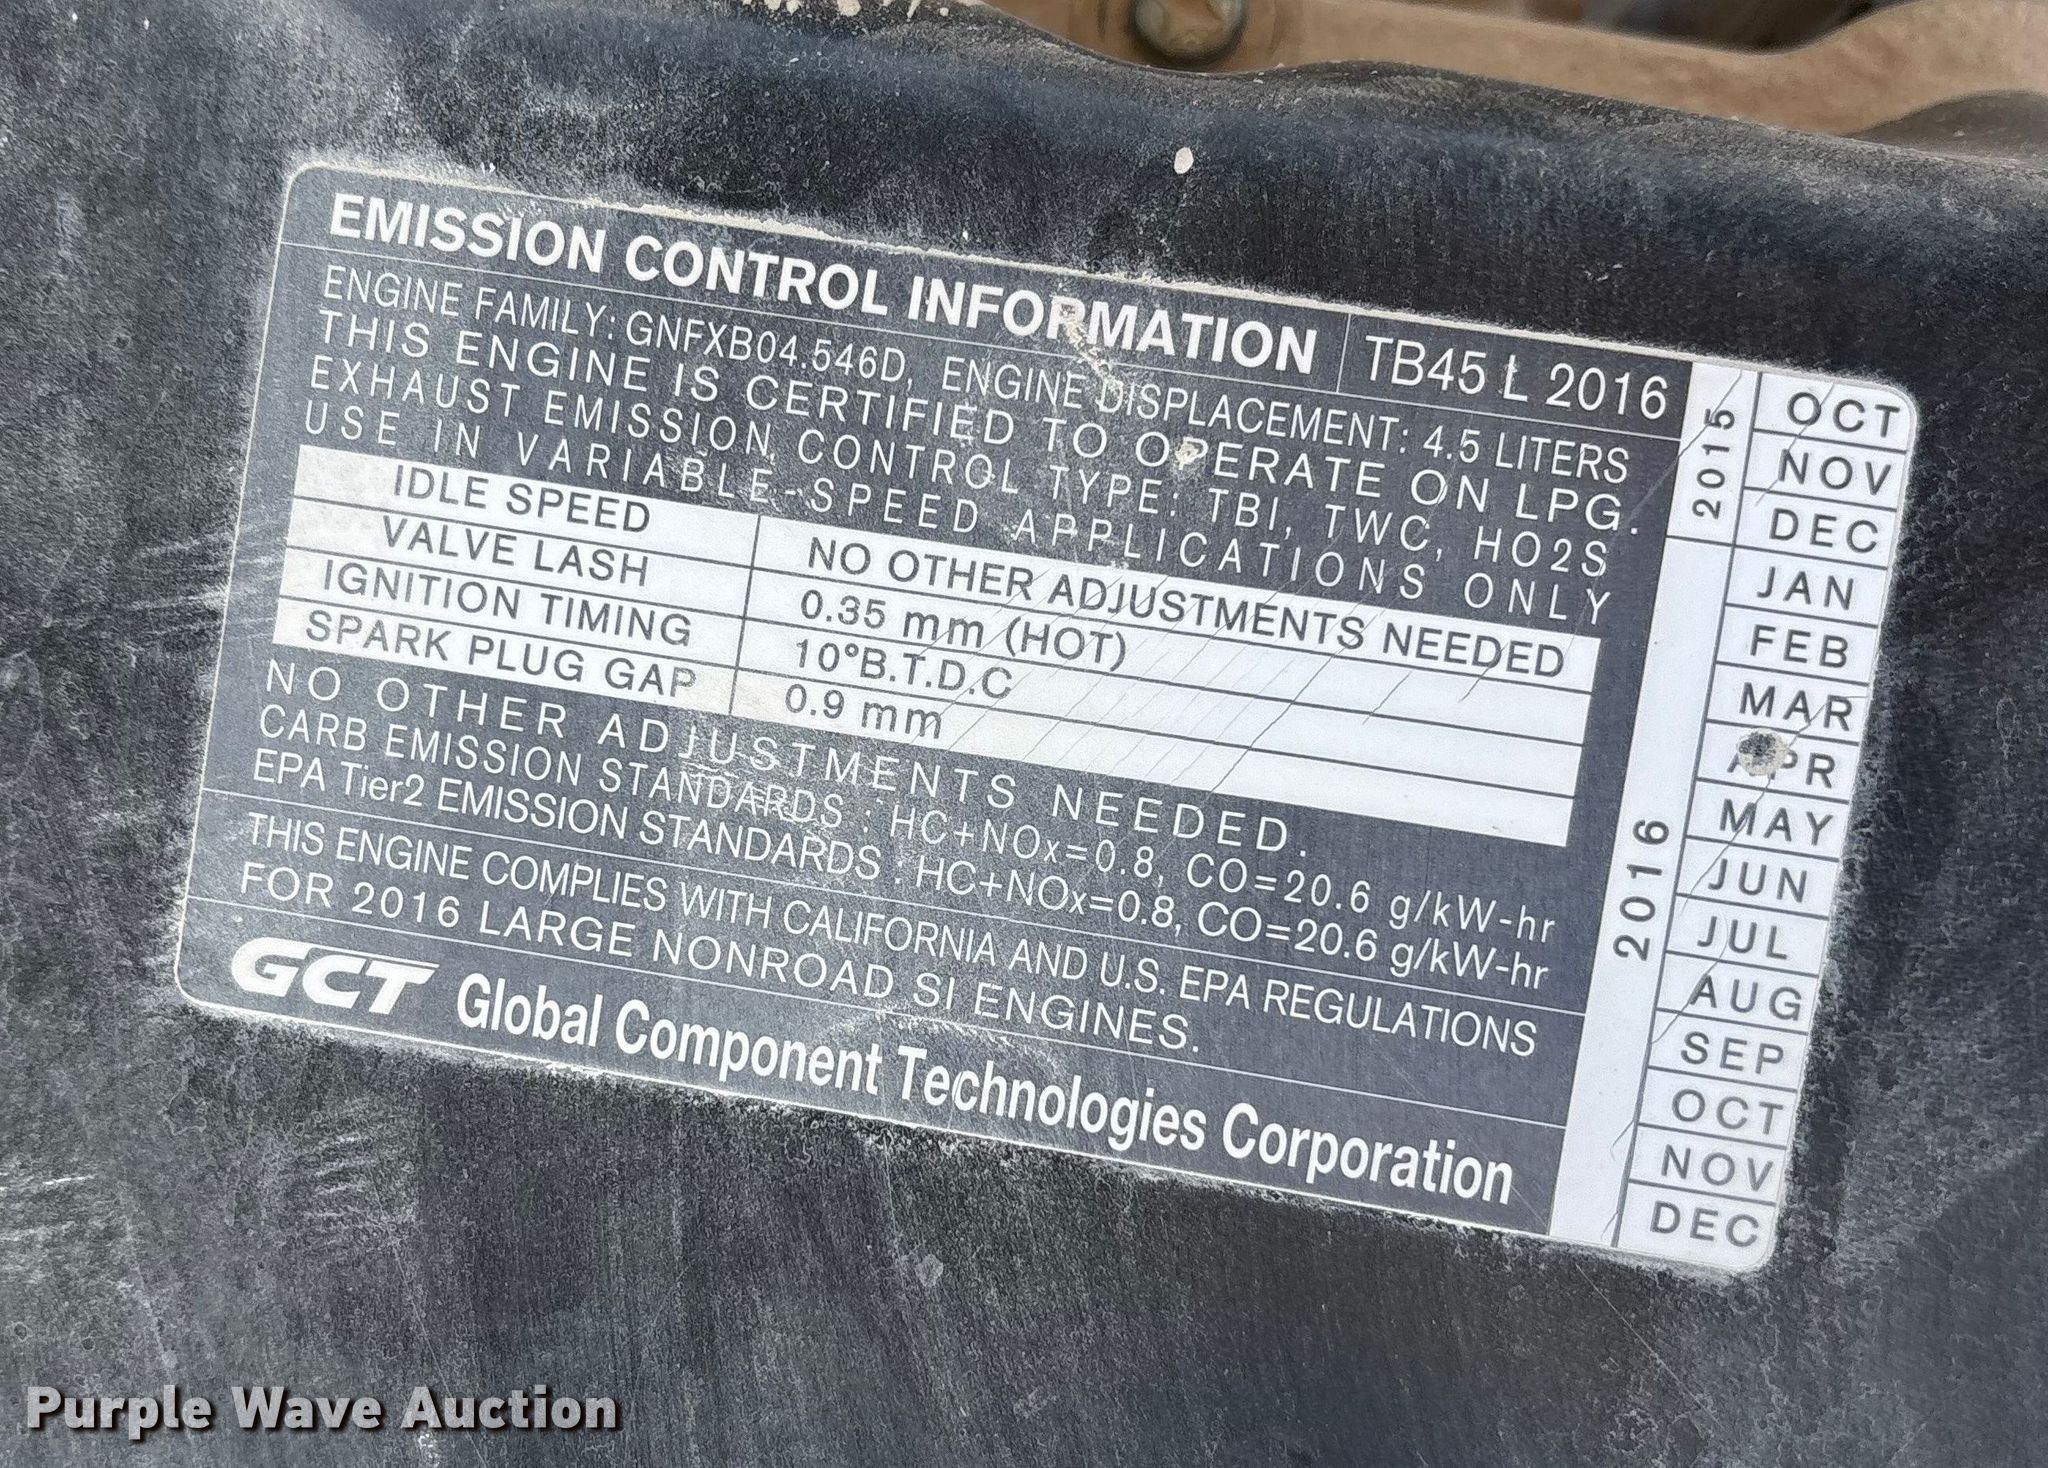 EMISSION CONTROL INFORMATION TB45 L 2016
ENGINE FAMILY: GNFXB04.546D, ENGINE DISPLACEMENT: 4.5 LITERS
THIS ENGINE IS CERTIFIED TO OPERATE ON LPG.
EXHAUST EMISSION CONTROL TYPE: TBI, TWC, HO2S
USE IN VARIABLE-SPEED APPLICATIONS ONLY
IDLE SPEED NO OTHER ADJUSTMENTS NEEDED
VALVE LASH 0.35 mm (HOT)
IGNITION TIMING 10°B.T.D.C
SPARK PLUG GAP 0.9 mm
NO OTHER ADJUSTMENTS NEEDED.
CARB EMISSION STANDARDS : HC+NOx=0.8, CO=20.6 g/kW-hr
EPA Tier2 EMISSION STANDARDS : HC+NOx=0.8, CO=20.6 g/kW-hr
THIS ENGINE COMPLIES WITH CALIFORNIA AND U.S. EPA REGULATIONS
FOR 2016 LARGE NONROAD SI ENGINES.
GCT Global Component Technologies Corporation
2015
OCT
NOV
DEC
2016
JAN
FEB
MAR
APR
MAY
JUN
JUL
AUG
SEP
OCT
NOV
DEC
Purple Wave Auction